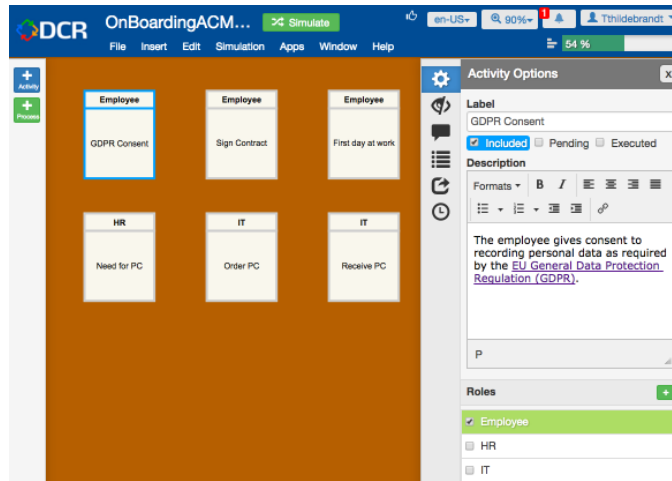 DCR
OnBoardingACM...
Simulate
en-US
90%
1
Tthildebrandt
File Insert Edit Simulation Apps Window Help
54 %
Activity
Process
Employee
GDPR Consent
Employee
Sign Contract
Employee
First day at work
HR
Need for PC
IT
Order PC
IT
Receive PC
Activity Options
x
Label
GDPR Consent
Included Pending Executed
Description
Formats B I
The employee gives consent to
recording personal data as required
by the EU General Data Protection
Regulation (GDPR).
P
Roles
Employee
HR
IT